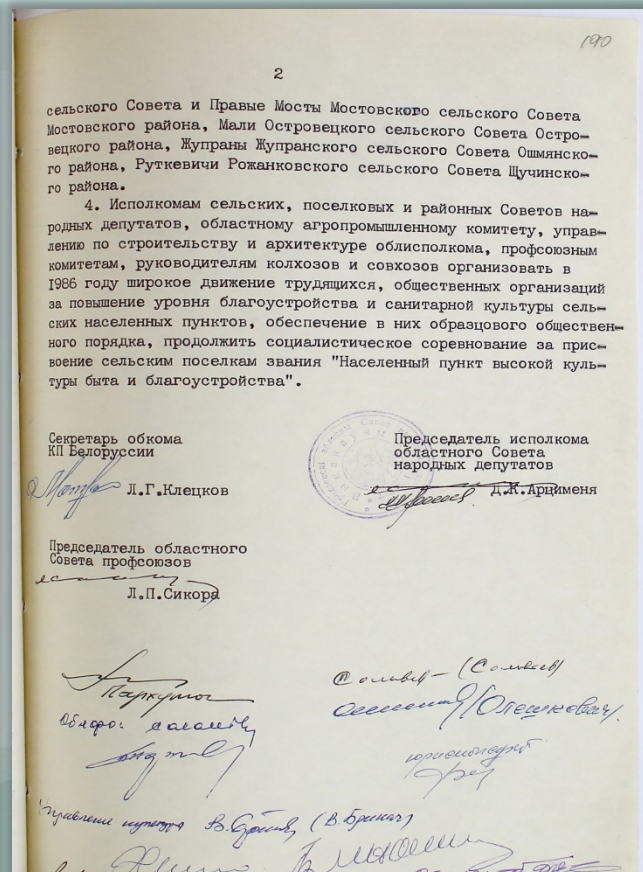 190
2
сельского Совета и Правые Мосты Мостовского сельского Совета
Мостовского района, Мали Островецкого сельского Совета Остро-
вецкого района, Жупраны Жупранского сельского Совета Ошмянско-
го района, Руткевичи Рожанковского сельского Совета Щучинско-
го района.
4. Исполкомам сельских, поселковых и районных Советов на-
родных депутатов, областному агропромышленному комитету, управ-
лению по строительству и архитектуре облисполкома, профсоюзным
комитетам, руководителям колхозов и совхозов организовать в
1986 году широкое движение трудящихся, общественных организаций
за повышение уровня благоустройства и санитарной культуры сель-
ских населенных пунктов, обеспечение в них образцового обществен-
ного порядка, продолжить социалистическое соревнование за прис-
воение сельским поселкам звания "Населенный пункт высокой куль-
туры быта и благоустройства".
Секретарь обкома
КП Белоруссии
Л.Г.Клецков
Председатель исполкома
областного Совета
народных депутатов
Д.К.Арцименя
Председатель областного
Совета профсоюзов
Л.П.Сикора
(Олешкевич)
юрисконсульт
Управление культуры